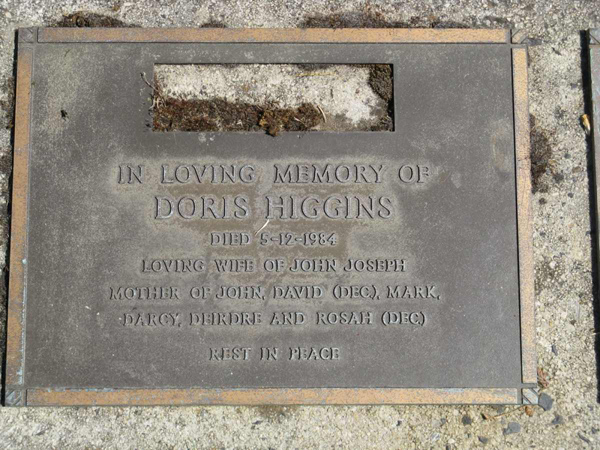 IN LOVING MEMORY OF
DORIS HIGGINS
DIED 5-12-1984
LOVING WIFE OF JOHN JOSEPH
MOTHER OF JOHN, DAVID (DEC), MARK,
DARCY, DEIRDRE AND ROSAH (DEC)
REST IN PEACE